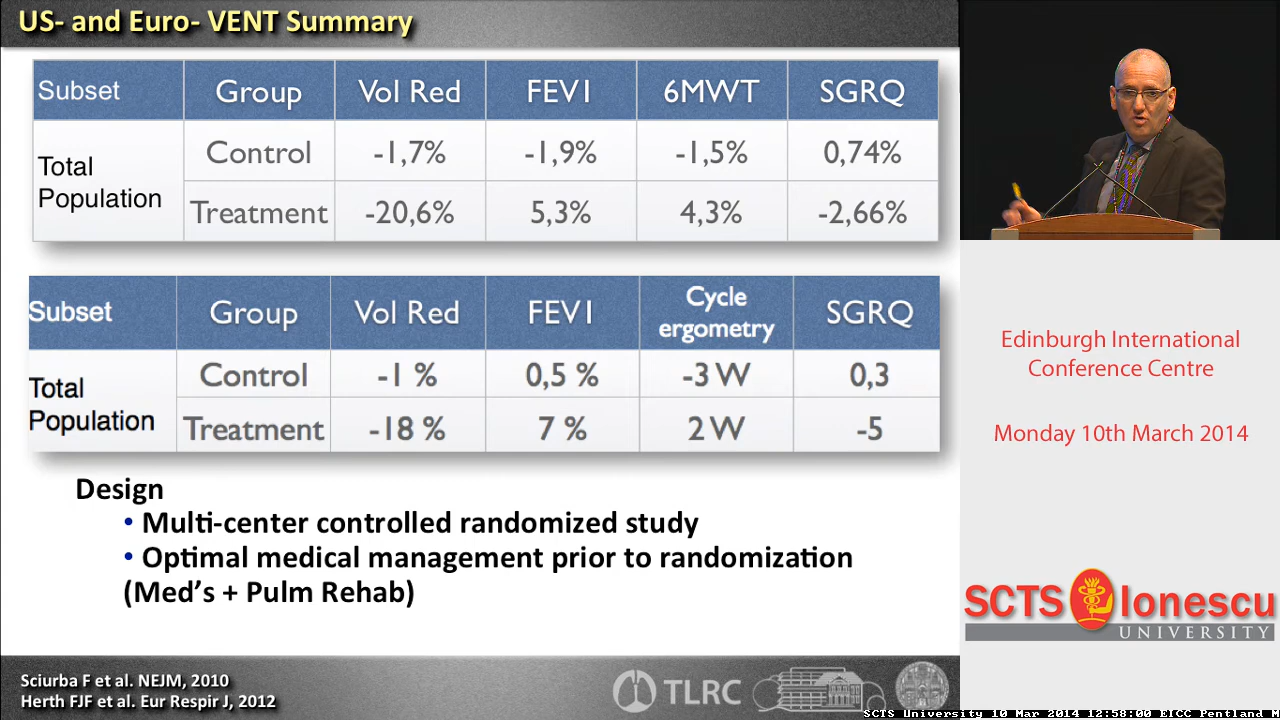 US- and Euro- VENT Summary
Subset Group Vol Red FEV1 6MWT SGRQ
Total Population Control -1,7% -1,9% -1,5% 0,74%
Treatment -20,6% 5,3% 4,3% -2,66%
Subset Group Vol Red FEV1 Cycle ergometry SGRQ
Total Population Control -1 % 0,5 % -3 W 0,3
Treatment -18 % 7 % 2 W -5
Design
• Multi-center controlled randomized study
• Optimal medical management prior to randomization
(Med's + Pulm Rehab)
Sciurba F et al. NEJM, 2010
Herth FJF et al. Eur Respir J, 2012
TLRC
Edinburgh International
Conference Centre
Monday 10th March 2014
SCTS Ionescu
UNIVERSITY
SCTS University 10 Mar 2014 12:58:00 EICC Pentland M